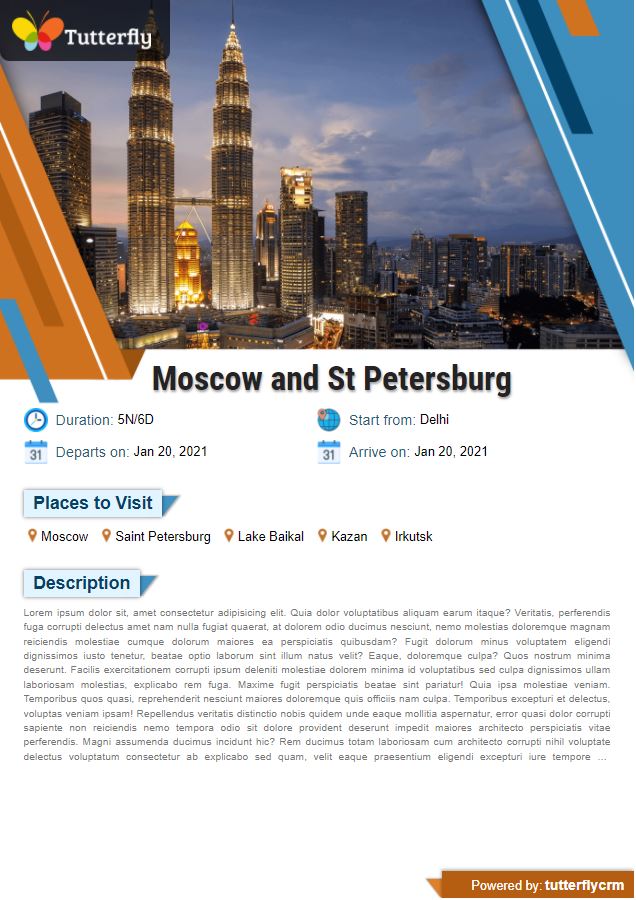 Tutterfly
Moscow and St Petersburg
Duration: 5N/6D
Start from: Delhi
31 Departs on: Jan 20, 2021
31 Arrive on: Jan 20, 2021
Places to Visit
Moscow Saint Petersburg Lake Baikal Kazan Irkutsk
Description
Lorem ipsum dolor sit, amet consectetur adipisicing elit. Quia dolor voluptatibus aliquam earum itaque? Veritatis, perferendis
fuga corrupti delectus amet nam nulla fugiat quaerat, at dolorem odio ducimus nesciunt, nemo molestias doloremque magnam
reiciendis molestiae cumque dolorum maiores ea perspiciatis quibusdam? Fugit dolorum minus voluptatem eligendi
dignissimos iusto tenetur, beatae optio laborum sint illum natus velit? Eaque, doloremque culpa? Quos nostrum minima
deserunt. Facilis exercitationem corrupti ipsum deleniti molestiae dolorem minima id voluptatibus sed culpa dignissimos ullam
laboriosam molestias, explicabo rem fuga. Maxime fugit perspiciatis beatae sint pariatur! Quia ipsa molestiae veniam.
Temporibus quos quasi, reprehenderit nesciunt maiores doloremque quis officiis nam culpa. Temporibus excepturi et delectus,
voluptas veniam ipsam! Repellendus veritatis distinctio nobis quidem unde eaque mollitia aspernatur, error quasi dolor corrupti
sapiente non reiciendis nemo tempora odio sit dolore provident deserunt impedit maiores architecto perspiciatis vitae
perferendis. Magni assumenda ducimus incidunt hic? Rem ducimus totam laboriosam cum architecto corrupti nihil voluptate
delectus voluptatum consectetur ab explicabo sed quam, velit eaque praesentium eligendi excepturi iure tempore ...
Powered by: tutterflycrm